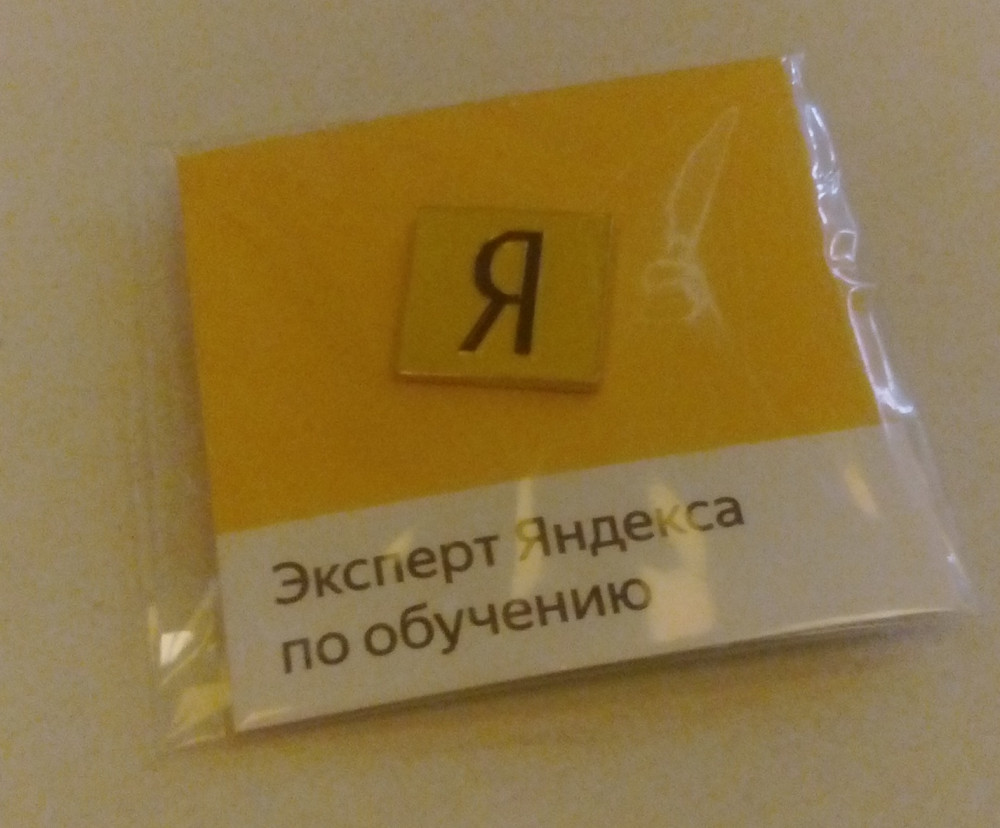 Я
Эксперт Яндекса
по обучению